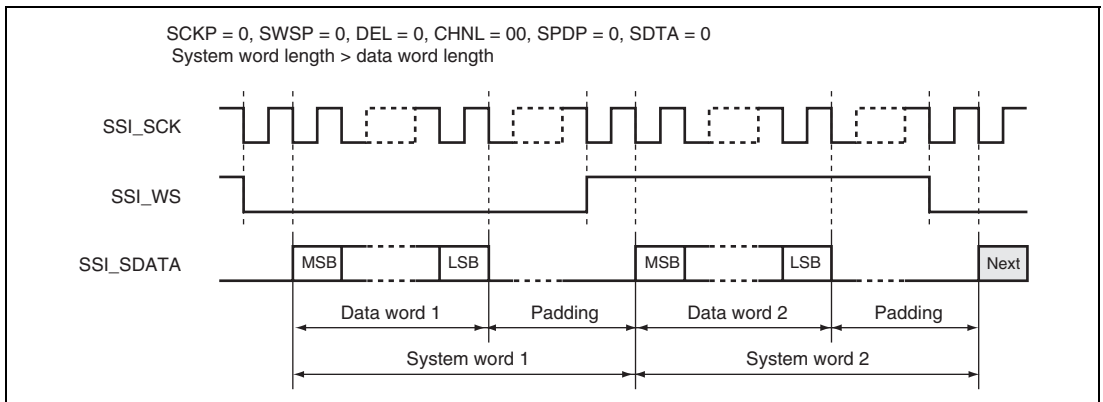 SCKP = 0, SWSP = 0, DEL = 0, CHNL = 00, SPDP = 0, SDTA = 0
System word length > data word length
SSI_SCK
SSI_WS
SSI_SDATA
MSB
LSB
MSB
LSB
Next
Data word 1
Padding
Data word 2
Padding
System word 1
System word 2